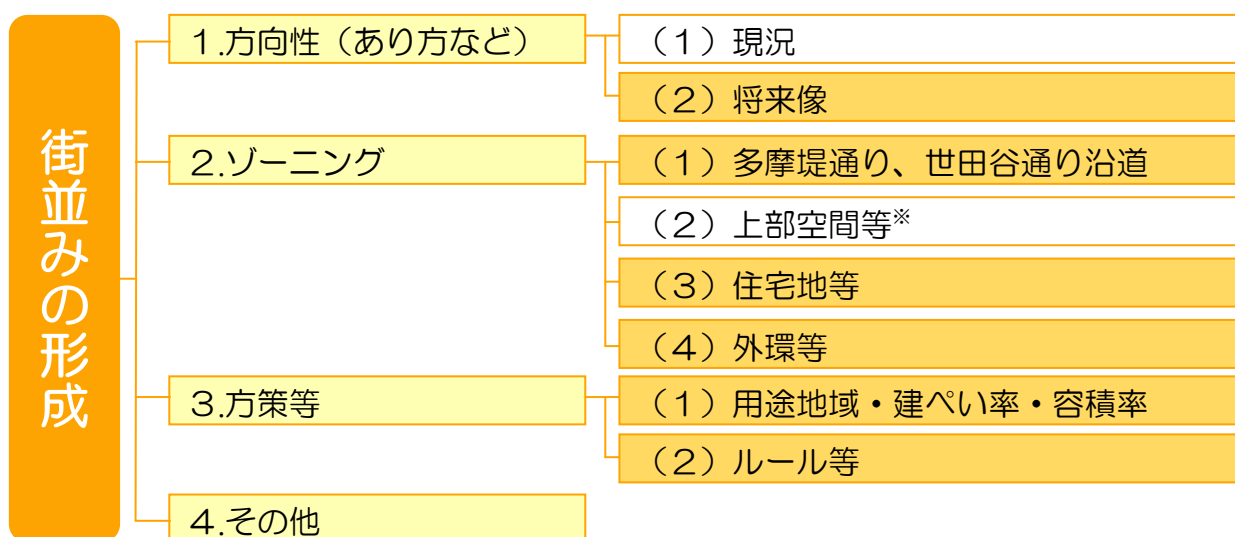 街並みの形成
１.方向性（あり方など）
（１）現況
（２）将来像
２.ゾーニング
（１）多摩堤通り、世田谷通り沿道
（２）上部空間等※
（３）住宅地等
（４）外環等
３.方策等
（１）用途地域・建ぺい率・容積率
（２）ルール等
４.その他